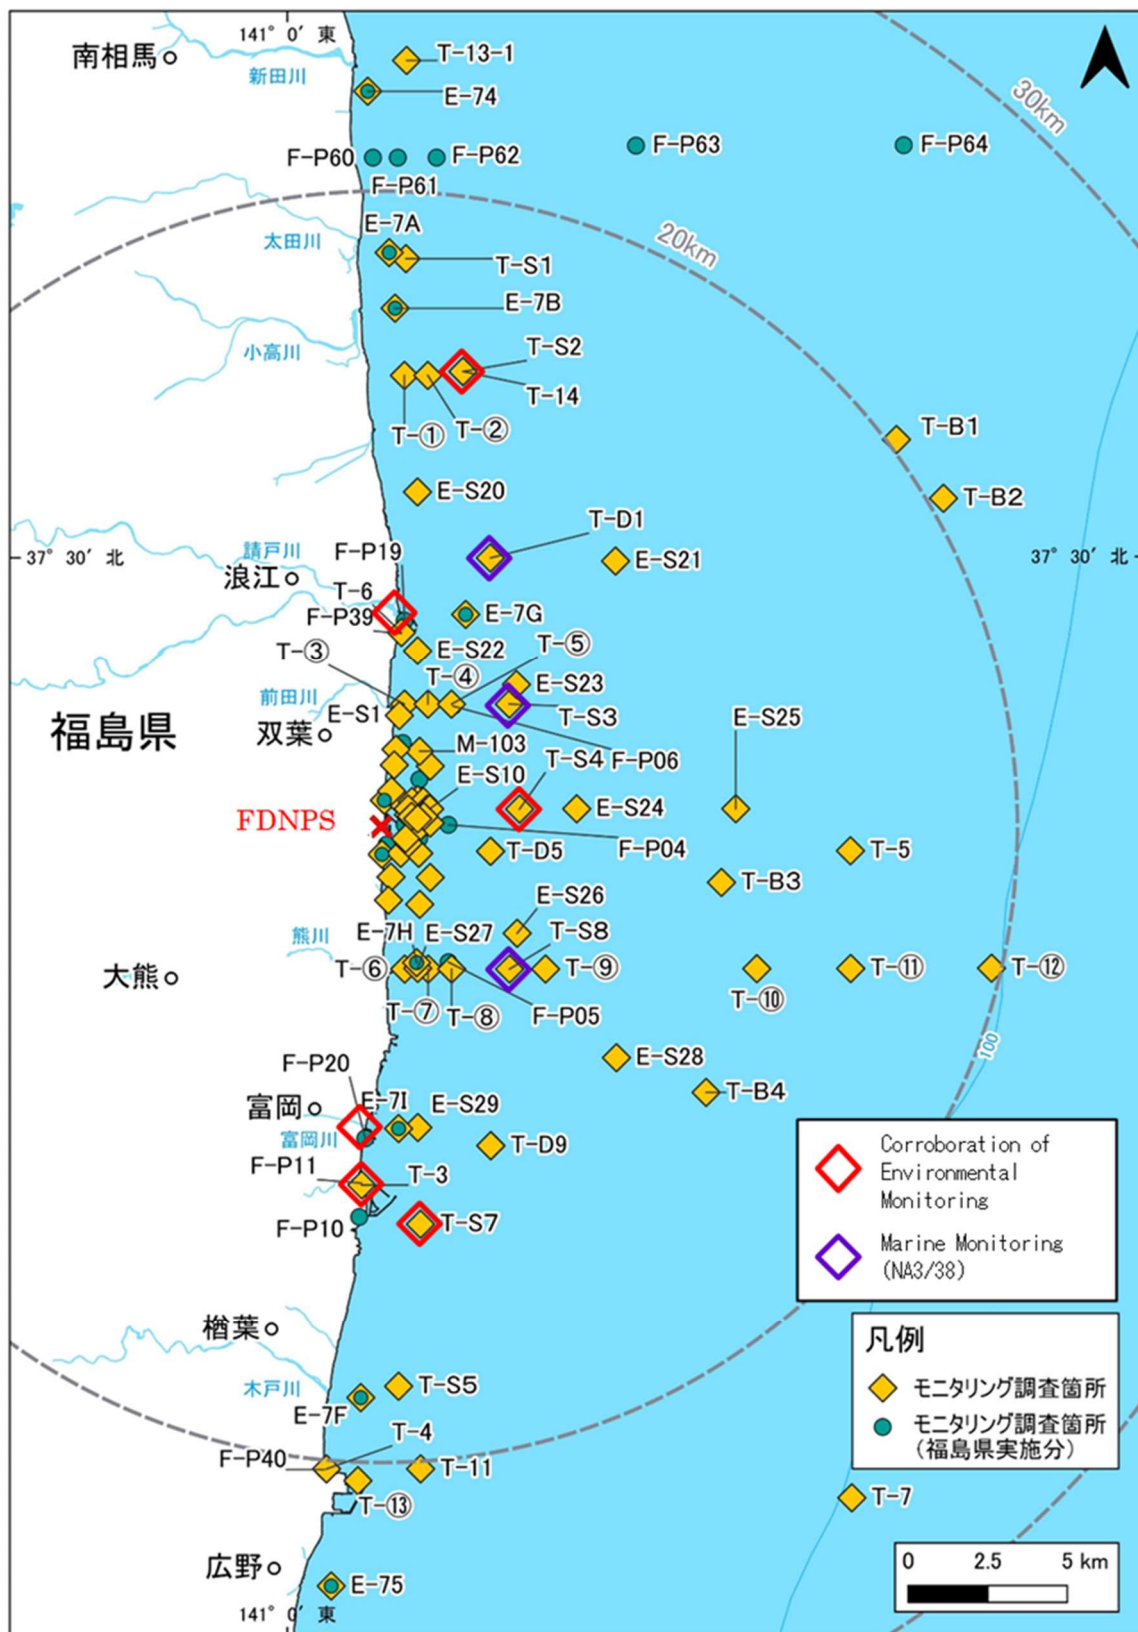 141° 0′ 東
南相馬
新田川
T-13-1
E-74
30km
F-P60
F-P62
F-P63
F-P64
F-P61
E-7A
20km
太田川
T-S1
E-7B
小高川
T-S2
T-14
T-①
T-②
T-B1
E-S20
T-B2
T-D1
F-P19
請戸川
37° 30′ 北
E-S21
37° 30′ 北
浪江
T-6
F-P39
E-7G
T-③
E-S22
T-⑤
T-④
E-S23
前田川
E-S1
T-S3
E-S25
福島県
双葉
M-103
T-S4
F-P06
E-S10
E-S24
FDNPS
F-P04
T-D5
T-5
T-B3
E-S26
熊川
E-7H
E-S27
T-S8
大熊
T-⑥
T-⑨
T-⑪
T-⑫
T-⑦
T-⑧
F-P05
T-⑩
100
F-P20
E-S28
T-B4
富岡
E-7I
E-S29
富岡川
T-D9
F-P11
T-3
F-P10
T-S7
Corroboration of
Environmental
Monitoring
Marine Monitoring
(NA3/38)
楢葉
木戸川
T-S5
E-7F
凡例
モニタリング調査箇所
モニタリング調査箇所
(福島県実施分)
T-4
F-P40
T-11
T-⑬
T-7
広野
E-75
0 2.5 5 km
141° 0′ 東